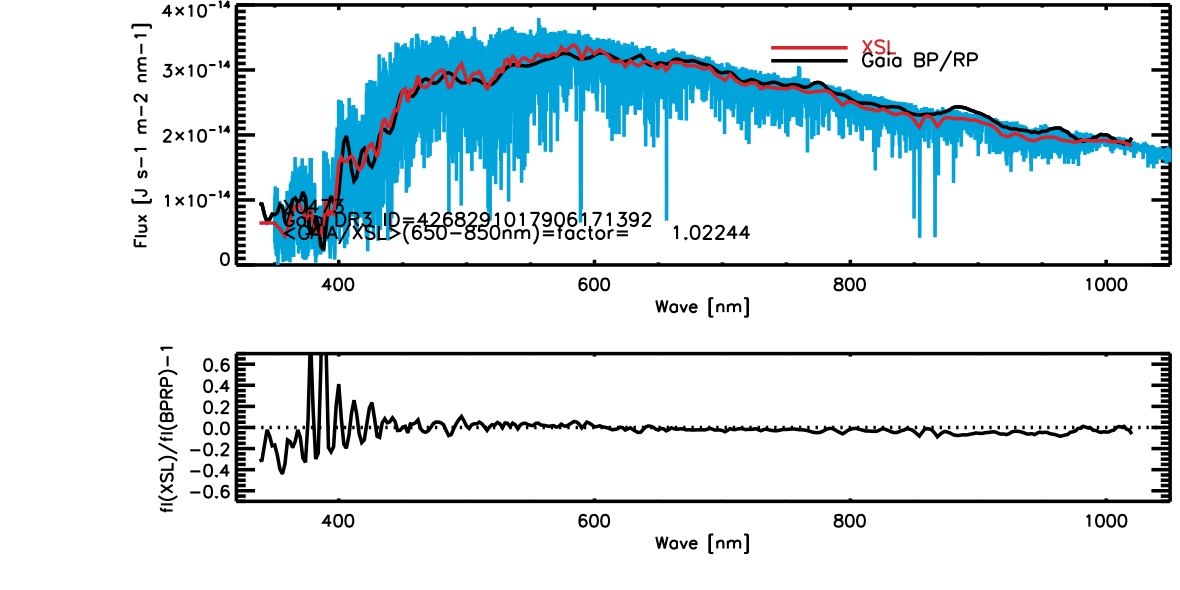 4×10−14
3×10−14
2×10−14
1×10−14
0
Flux [J s−1 m−2 nm−1]
XSL
Gaia BP/RP
X0473
Gaia DR3 ID=4268291017906171392
<GAIA/XSL>(650−850nm)=factor= 1.02244
400 600 800 1000
Wave [nm]
0.6
0.4
0.2
0.0
−0.2
−0.4
−0.6
fl(XSL)/fl(BPRP)−1
400 600 800 1000
Wave [nm]